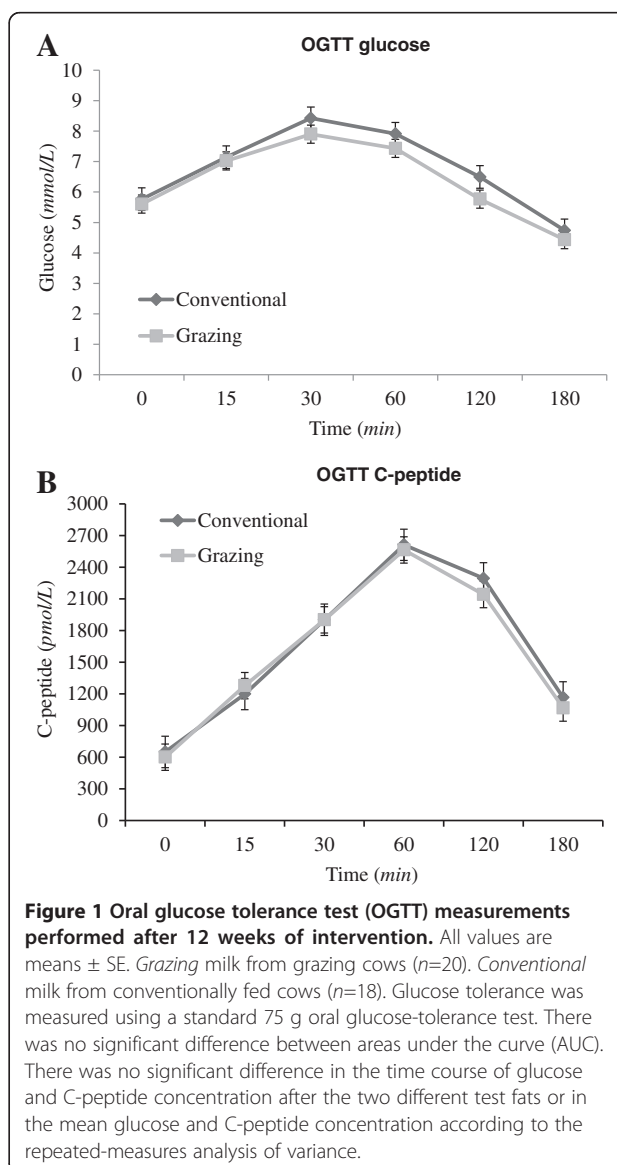 A
OGTT glucose
10
9
8
7
6
5
4
3
2
1
0
Glucose (mmol/L)
Conventional
Grazing
0 15 30 60 120 180
Time (min)
B
OGTT C-peptide
3000
2700
2400
2100
1800
1500
1200
900
600
300
0
C-peptide (pmol/L)
Conventional
Grazing
0 15 30 60 120 180
Time (min)
Figure 1 Oral glucose tolerance test (OGTT) measurements
performed after 12 weeks of intervention. All values are
means ± SE. Grazing milk from grazing cows (n=20). Conventional
milk from conventionally fed cows (n=18). Glucose tolerance was
measured using a standard 75 g oral glucose-tolerance test. There
was no significant difference between areas under the curve (AUC).
There was no significant difference in the time course of glucose
and C-peptide concentration after the two different test fats or in
the mean glucose and C-peptide concentration according to the
repeated-measures analysis of variance.